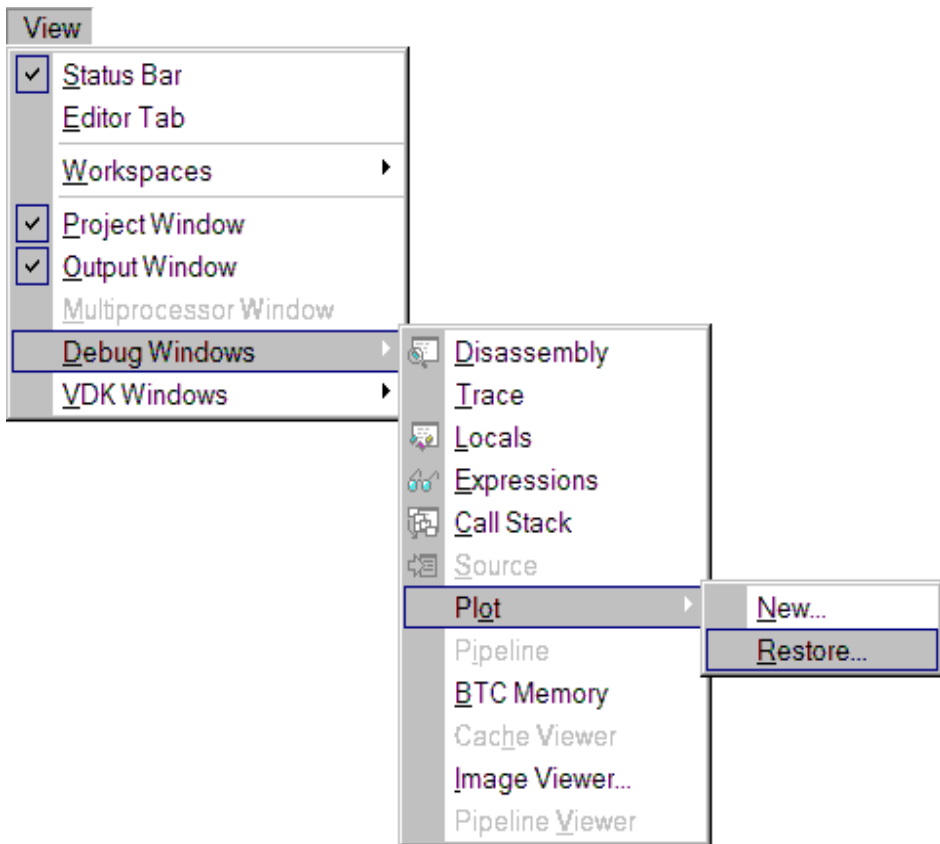 View
Status Bar
Editor Tab
Workspaces
Project Window
Output Window
Multiprocessor Window
Debug Windows
VDK Windows
Disassembly
Trace
Locals
Expressions
Call Stack
Source
Plot
Pipeline
BTC Memory
Cache Viewer
Image Viewer...
Pipeline Viewer
New...
Restore...